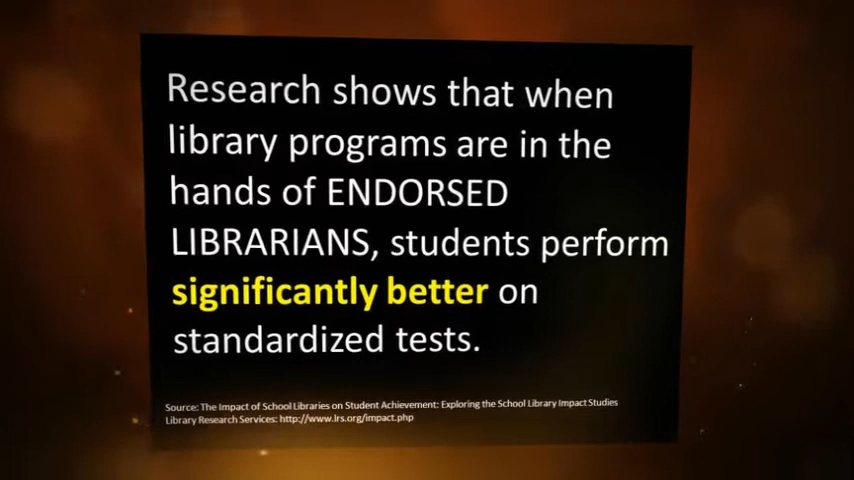 Research shows that when
library programs are in the
hands of ENDORSED
LIBRARIANS, students perform
significantly better on
standardized tests.
Source: The Impact of School Libraries on Student Achievement: Exploring the School Library Impact Studies
Library Research Services: http://www.lrs.org/impact.php